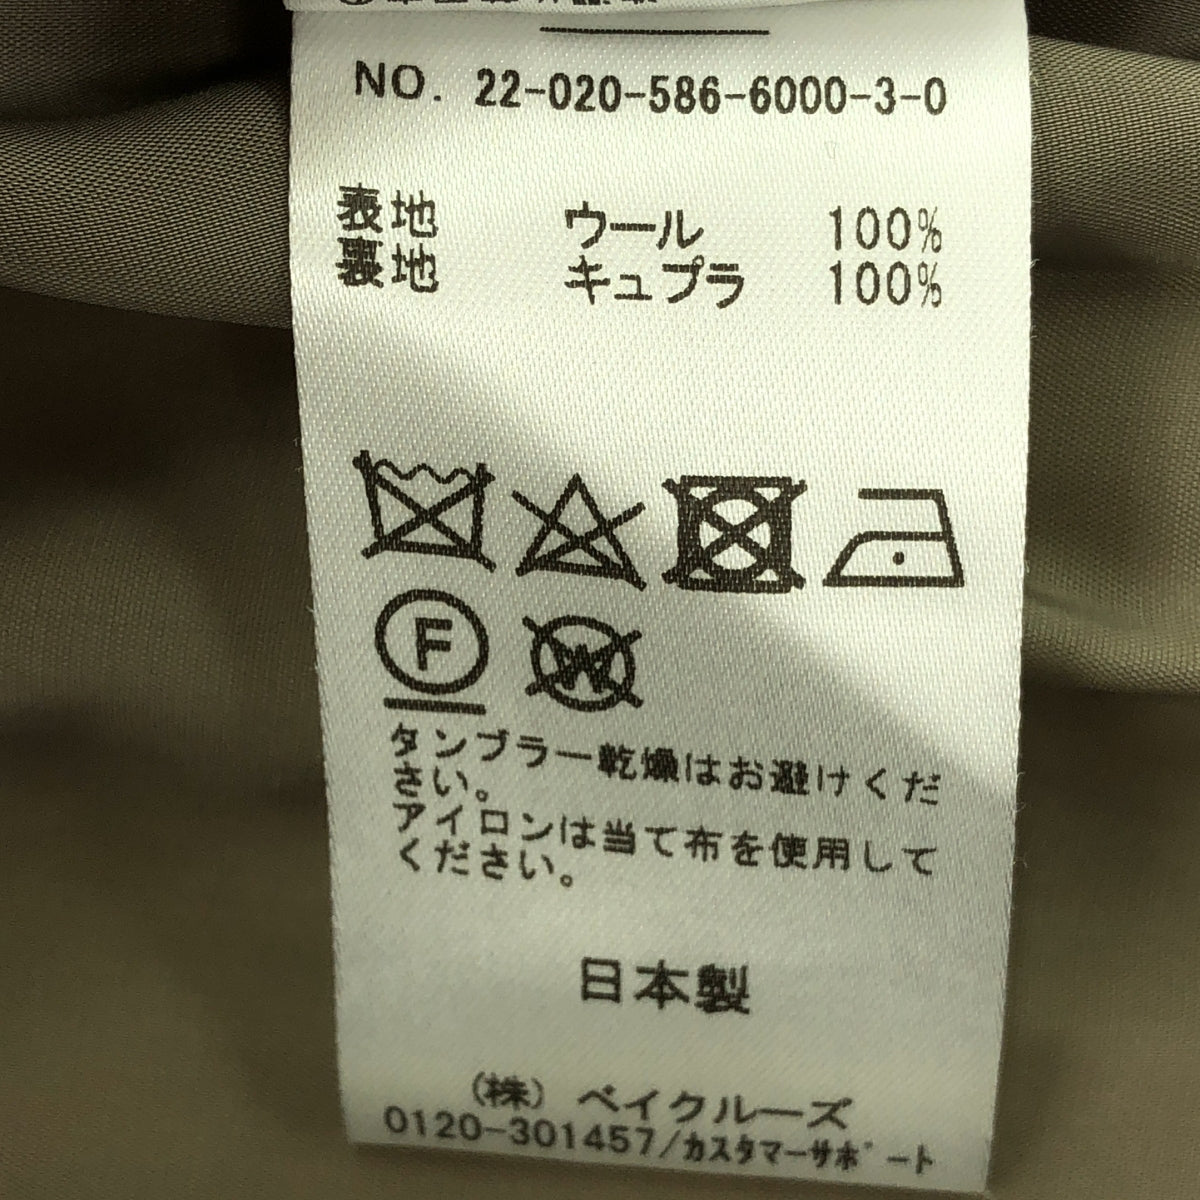 NO. 22-020-586-6000-3-0
表地 ウール 100%
裏地 キュプラ 100%
F W
タンブラー乾燥はお避けくだ
さい。
アイロンは当て布を使用して
ください。
日本製
(株) ベイクルーズ
0120-301457/カスタマーサポート